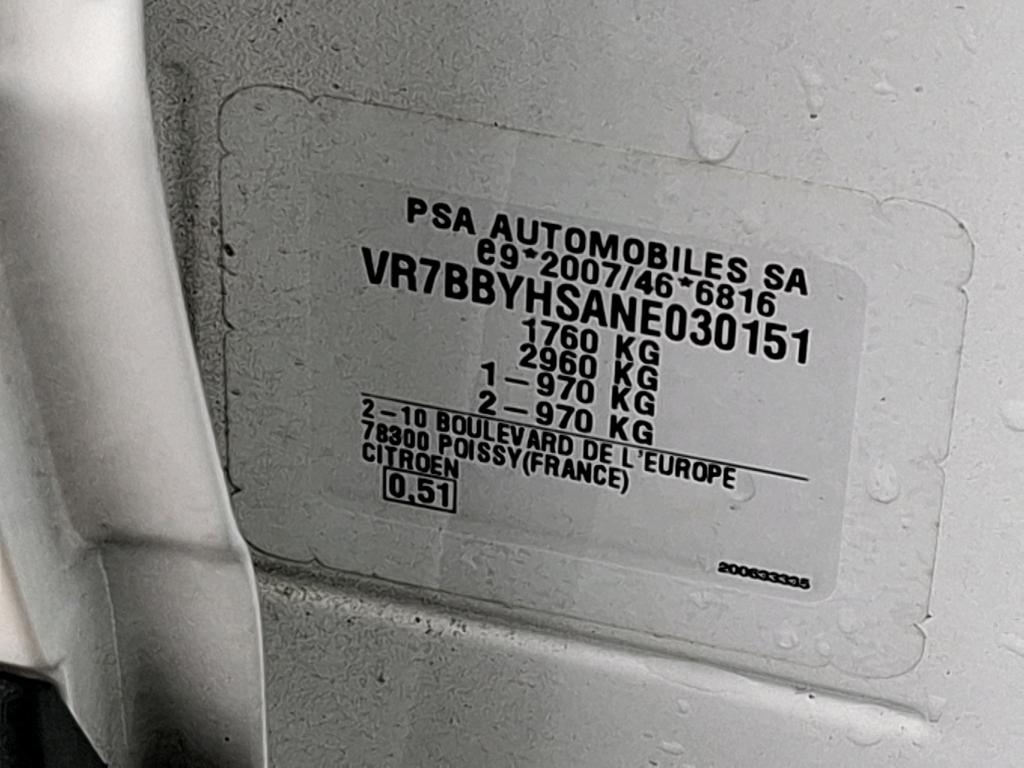 PSA AUTOMOBILES SA
e9*2007/46*6816
VR7BBYHSANE030151
1760 KG
2960 KG
1-970 KG
2-970 KG
2-10 BOULEVARD DE L'EUROPE
78300 POISSY(FRANCE)
CITROEN
0.51